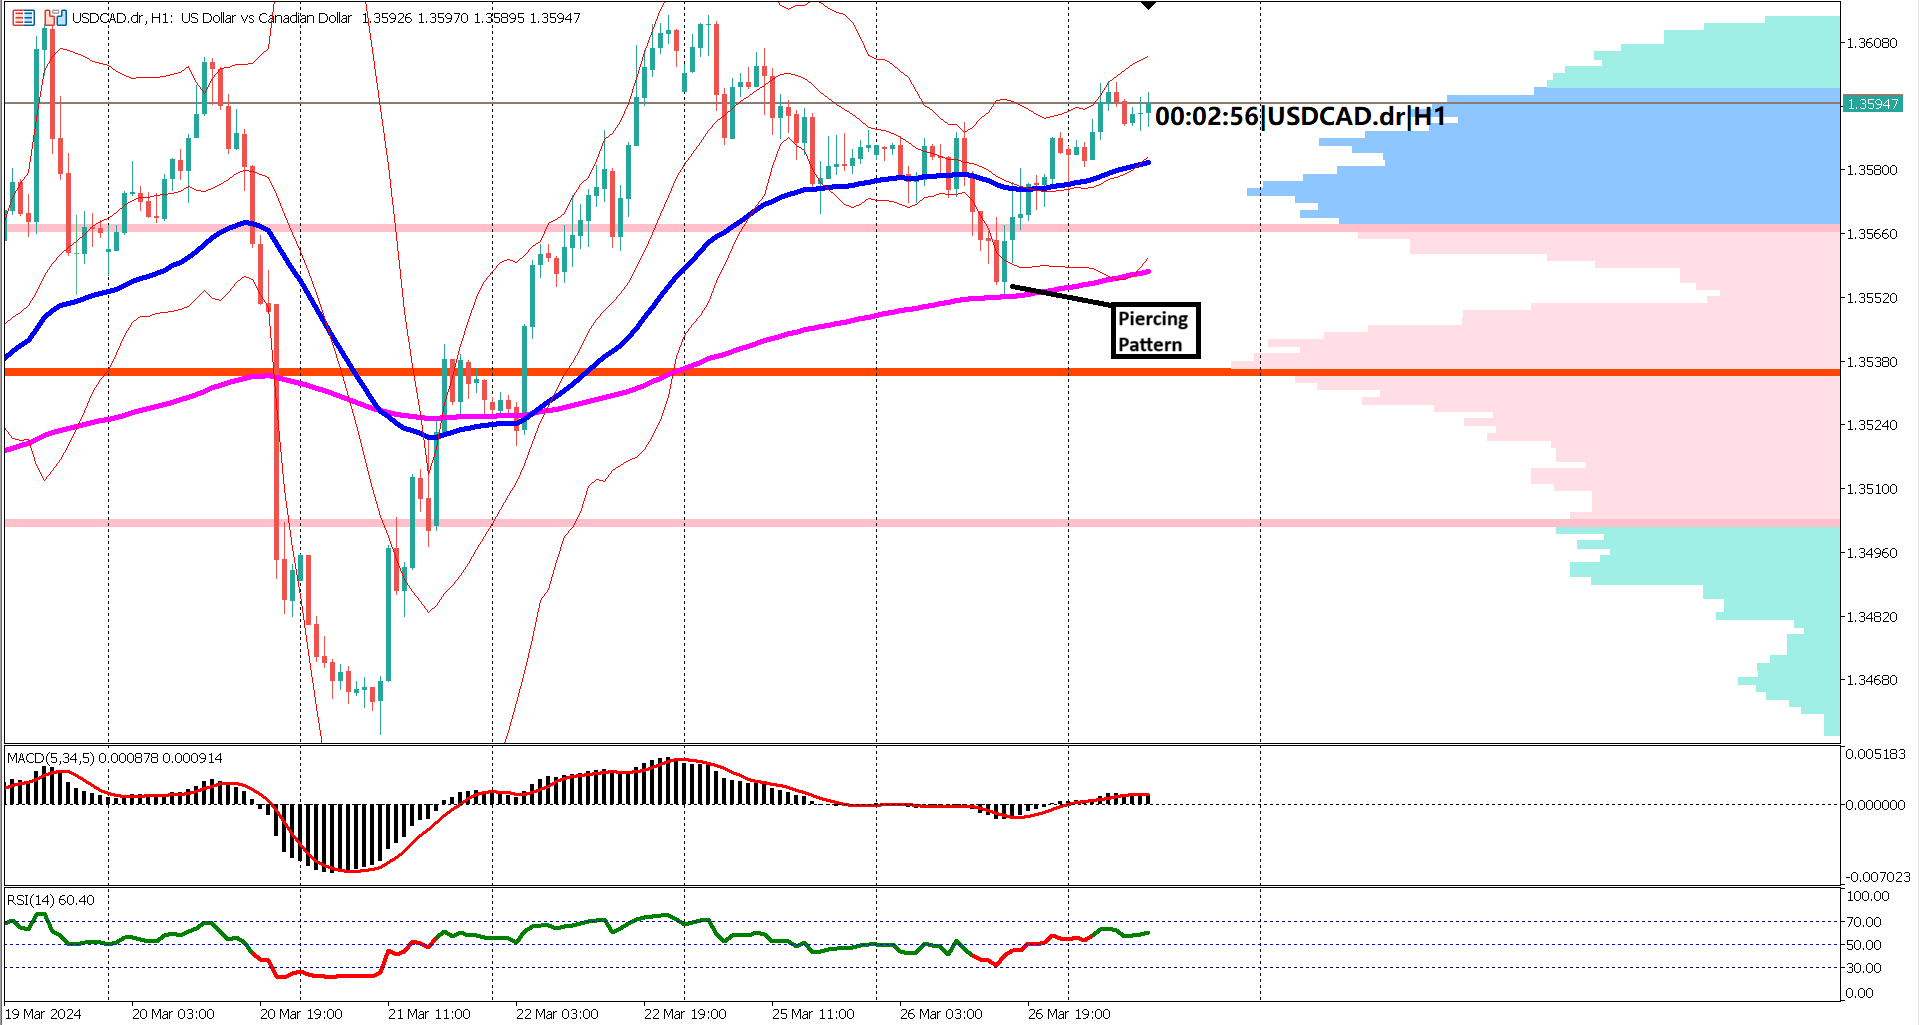 USDCAD.dr, H1: US Dollar vs Canadian Dollar 1.35926 1.35970 1.35895 1.35947
1.36080
1.35947
00:02:56|USDCAD.dr|H1
1.35800
1.35660
1.35520
Piercing
Pattern
1.35380
1.35240
1.35100
1.34960
1.34820
1.34680
MACD(5,34,5) 0.000878 0.000914
0.005183
0.000000
-0.007023
RSI(14) 60.40
100.00
70.00
50.00
30.00
0.00
19 Mar 2024 20 Mar 03:00 20 Mar 19:00 21 Mar 11:00 22 Mar 03:00 22 Mar 19:00 25 Mar 11:00 26 Mar 03:00 26 Mar 19:00